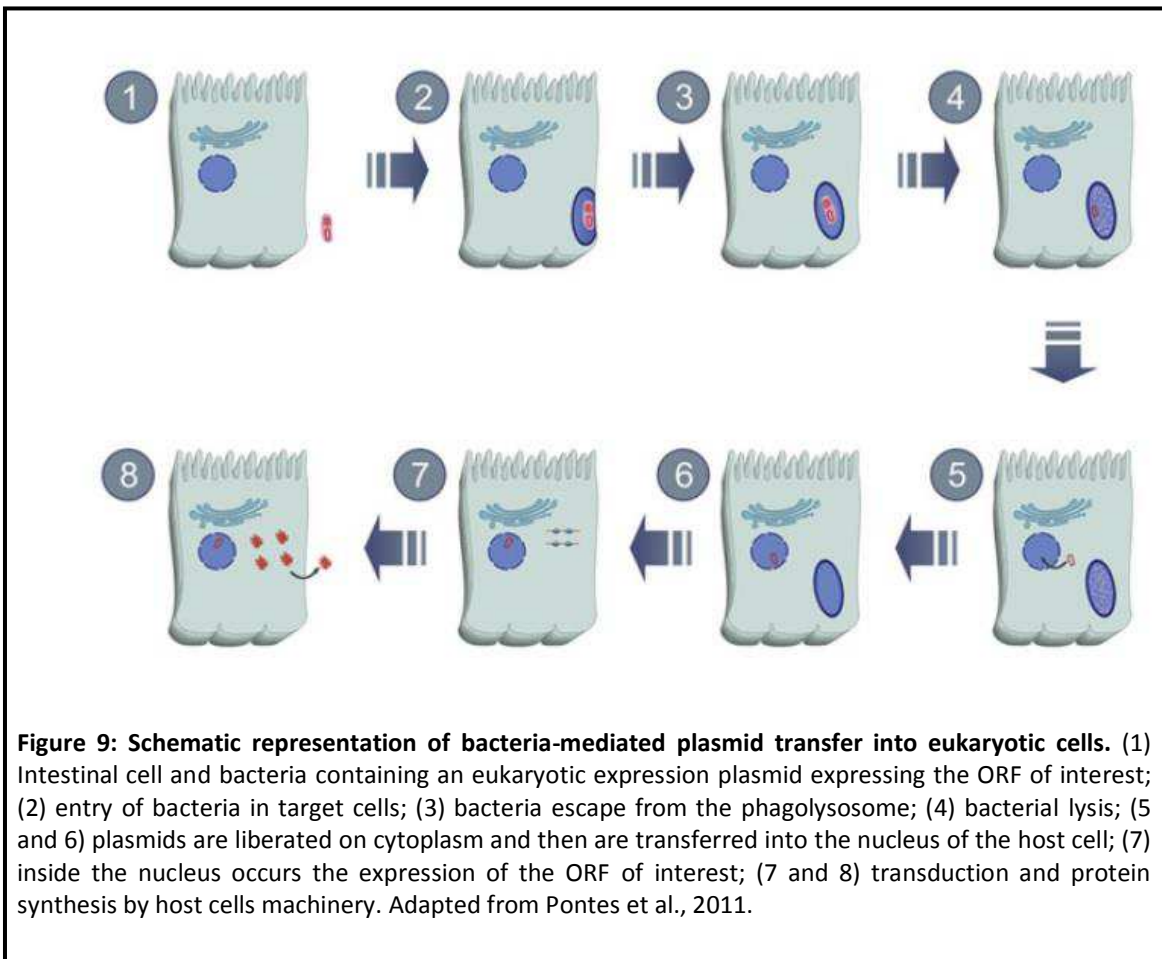 1
2
3
4
8
7
6
5
Figure 9: Schematic representation of bacteria-mediated plasmid transfer into eukaryotic cells. (1)
Intestinal cell and bacteria containing an eukaryotic expression plasmid expressing the ORF of interest;
(2) entry of bacteria in target cells; (3) bacteria escape from the phagolysosome; (4) bacterial lysis; (5
and 6) plasmids are liberated on cytoplasm and then are transferred into the nucleus of the host cell; (7)
inside the nucleus occurs the expression of the ORF of interest; (7 and 8) transduction and protein
synthesis by host cells machinery. Adapted from Pontes et al., 2011.